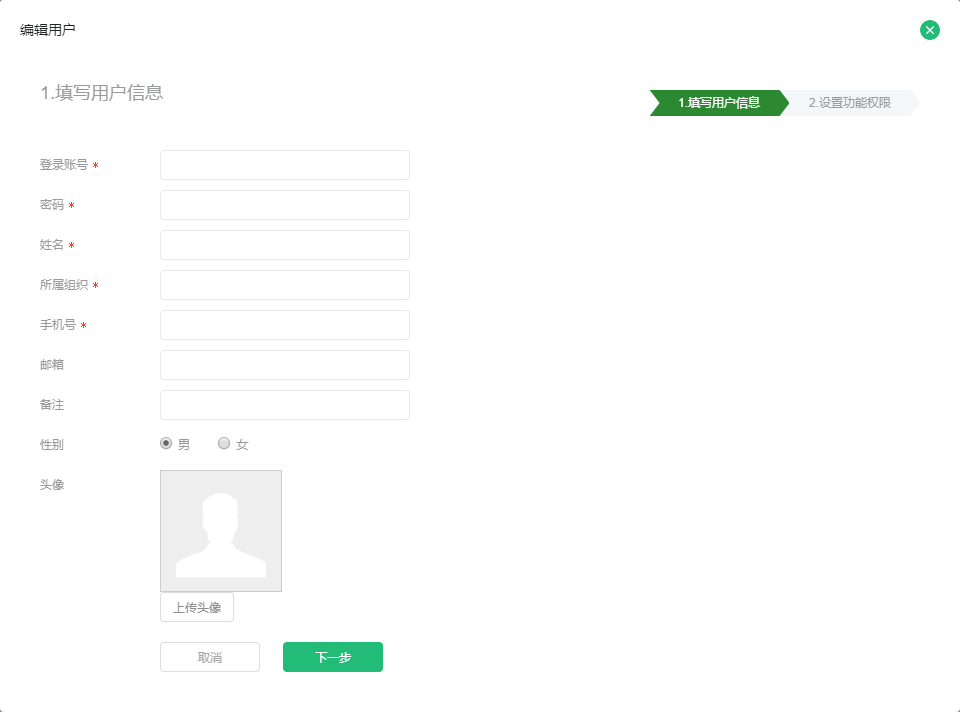 编辑用户
1.填写用户信息
1.填写用户信息
2.设置功能权限
登录账号 *
密码 *
姓名 *
所属组织 *
手机号 *
邮箱
备注
性别
男
女
头像
上传头像
取消
下一步